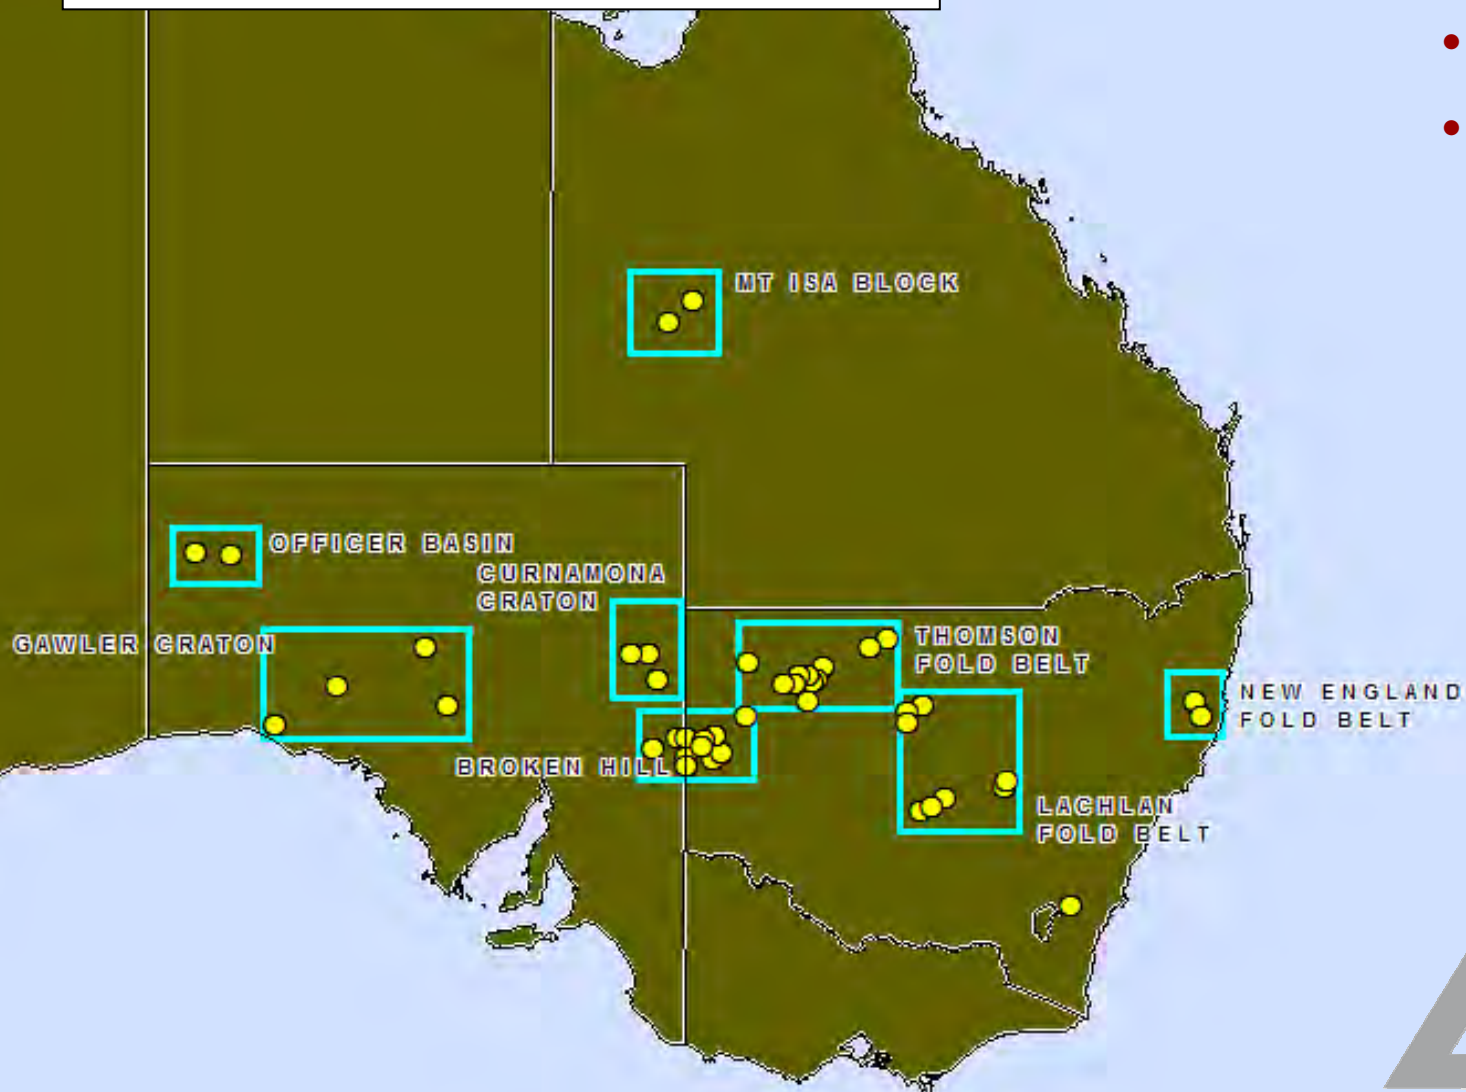 MT ISA BLOCK
OFFICER BASIN
CURNAMONA
CRATON
GAWLER CRATON
THOMSON
FOLD BELT
NEW ENGLAND
FOLD BELT
BROKEN HILL
LACHLAN
FOLD BELT